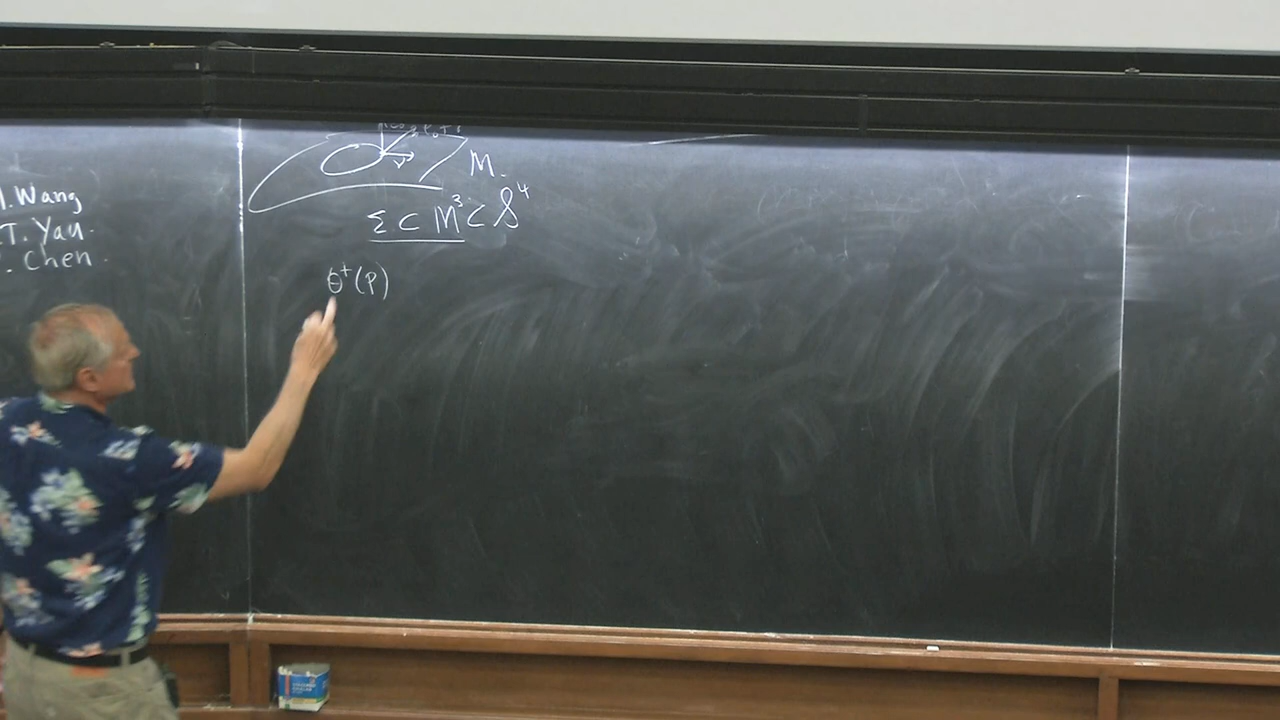 .Wang
T. Yau.
. Chen.
ν
M.
Σ ⊂ M³ ⊂ S⁴
θ⁺(p)